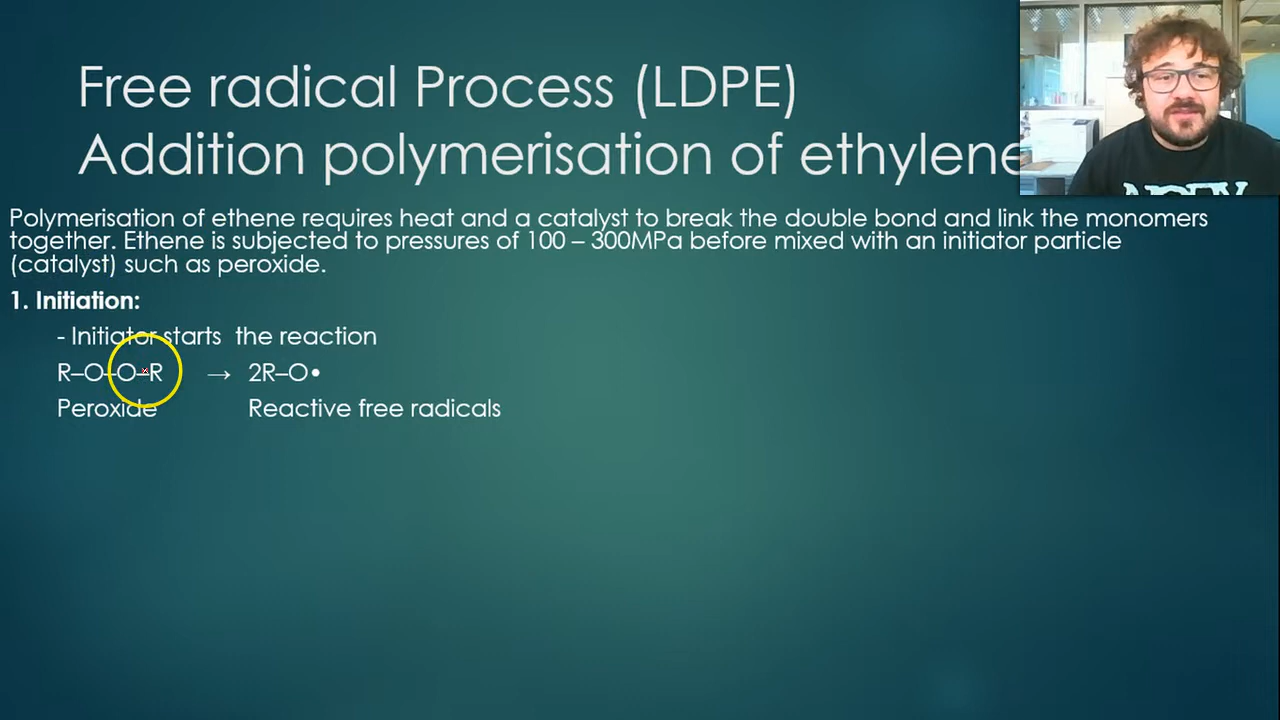 Free radical Process (LDPE)
Addition polymerisation of ethylene
Polymerisation of ethene requires heat and a catalyst to break the double bond and link the monomers
together. Ethene is subjected to pressures of 100 – 300MPa before mixed with an initiator particle
(catalyst) such as peroxide.
1. Initiation:
- Initiator starts the reaction
R–O–O–R → 2R–O•
Peroxide Reactive free radicals